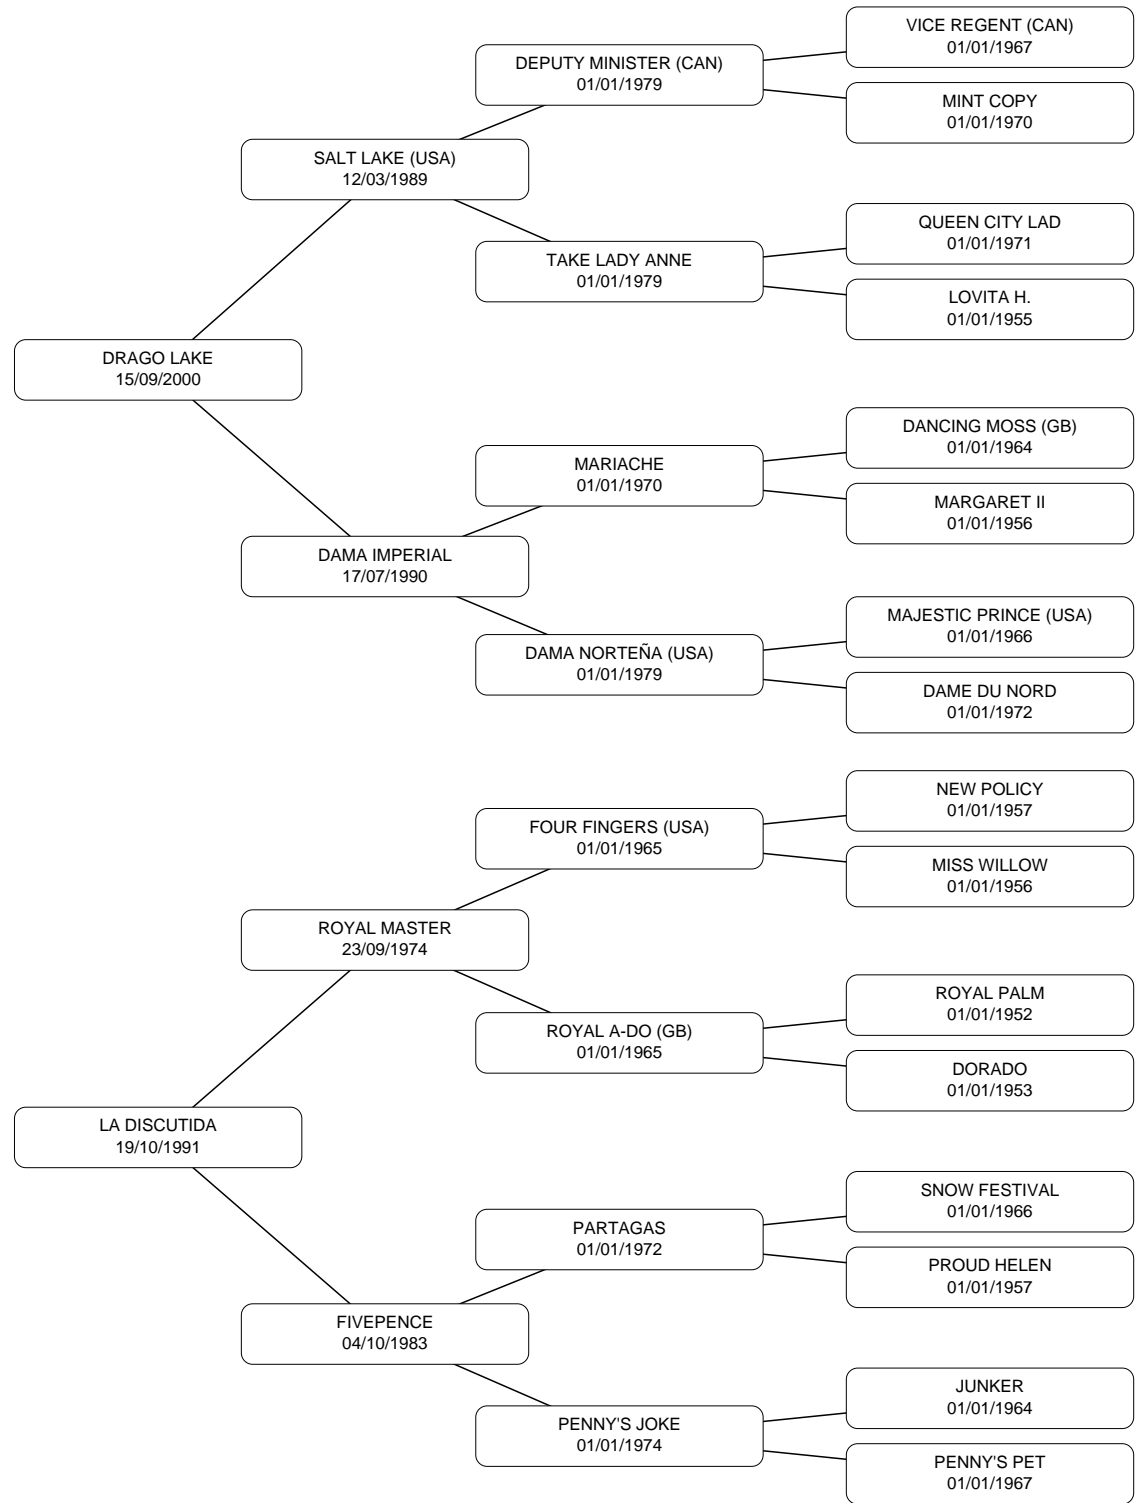 VICE REGENT (CAN)
01/01/1967
DEPUTY MINISTER (CAN)
01/01/1979
MINT COPY
01/01/1970
SALT LAKE (USA)
12/03/1989
QUEEN CITY LAD
01/01/1971
TAKE LADY ANNE
01/01/1979
LOVITA H.
01/01/1955
DRAGO LAKE
15/09/2000
DANCING MOSS (GB)
01/01/1964
MARIACHE
01/01/1970
MARGARET II
01/01/1956
DAMA IMPERIAL
17/07/1990
MAJESTIC PRINCE (USA)
01/01/1966
DAMA NORTEÑA (USA)
01/01/1979
DAME DU NORD
01/01/1972
NEW POLICY
01/01/1957
FOUR FINGERS (USA)
01/01/1965
MISS WILLOW
01/01/1956
ROYAL MASTER
23/09/1974
ROYAL PALM
01/01/1952
ROYAL A-DO (GB)
01/01/1965
DORADO
01/01/1953
LA DISCUTIDA
19/10/1991
SNOW FESTIVAL
01/01/1966
PARTAGAS
01/01/1972
PROUD HELEN
01/01/1957
FIVEPENCE
04/10/1983
JUNKER
01/01/1964
PENNY'S JOKE
01/01/1974
PENNY'S PET
01/01/1967